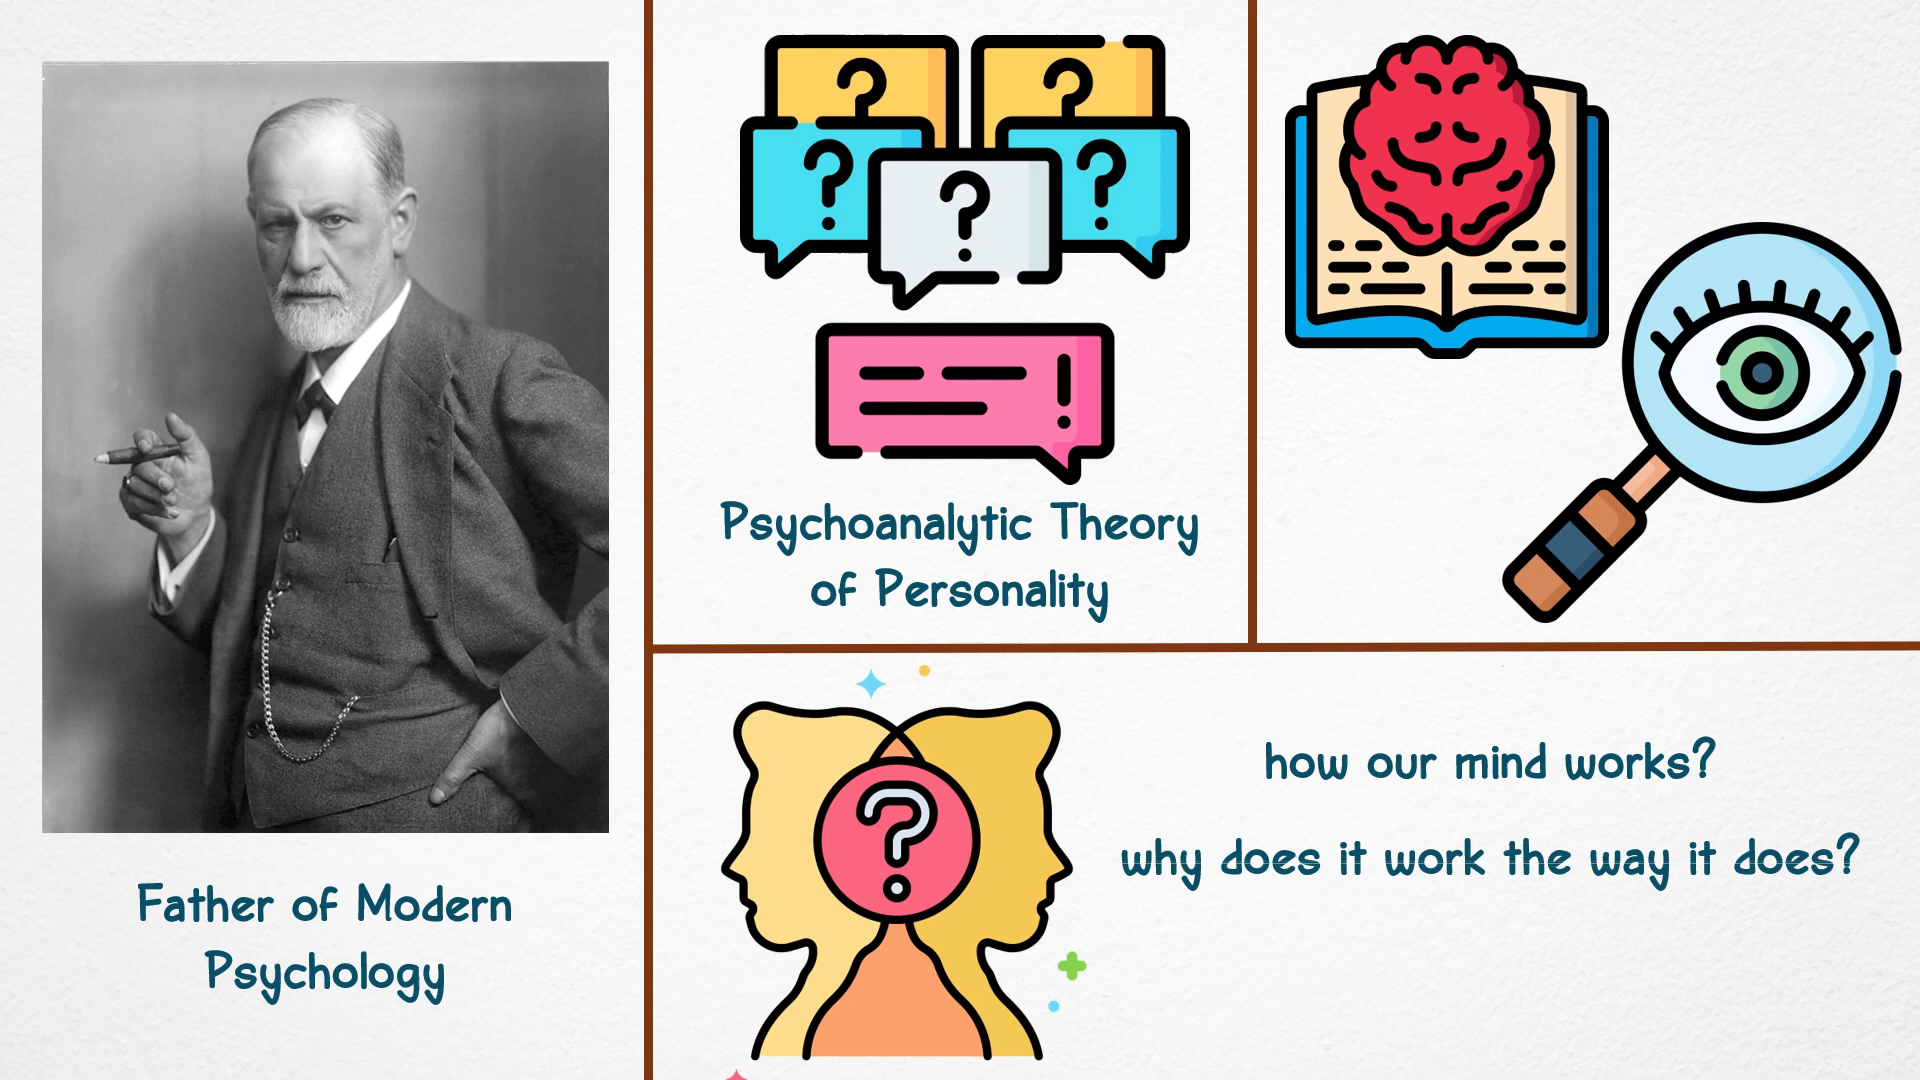 Father of Modern
Psychology
Psychoanalytic Theory
of Personality
how our mind works?
why does it work the way it does?